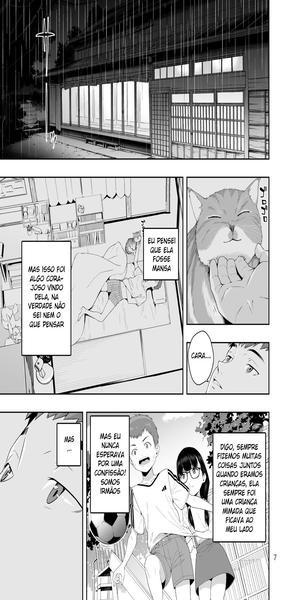 EU PENSEI
QUE ELA
FOSSE
MANSA
MAS ISSO FOI
ALGO CORA-
JOSO VINDO
DELA, NA
VERDADE NÃO
SEI NEM O
QUE PENSAR
CARA...
DIGO, SEMPRE
FIZEMOS MUITAS
COISAS JUNTOS
QUANDO ÉRAMOS
CRIANÇAS, ELA
SEMPRE FOI
UMA CRIANÇA
MIMADA QUE
FICAVA AO
MEU LADO
MAS EU
NUNCA
ESPERAVA
POR UMA
CONFISSÃO!
SOMOS
IRMÃOS
MAS
...
7